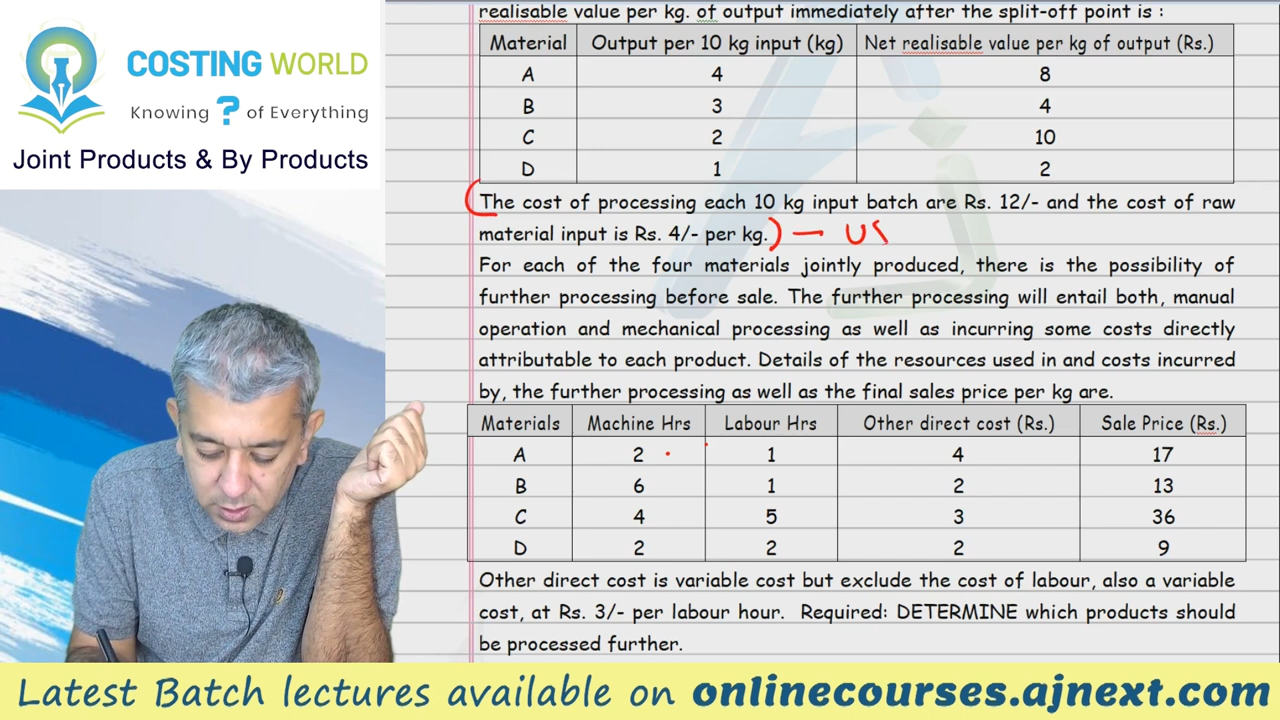 COSTING WORLD
Knowing ? of Everything
Joint Products & By Products
realisable value per kg. of output immediately after the split-off point is :
Material Output per 10 kg input (kg) Net realisable value per kg of output (Rs.)
A 4 8
B 3 4
C 2 10
D 1 2
The cost of processing each 10 kg input batch are Rs. 12/- and the cost of raw
material input is Rs. 4/- per kg.
For each of the four materials jointly produced, there is the possibility of
further processing before sale. The further processing will entail both, manual
operation and mechanical processing as well as incurring some costs directly
attributable to each product. Details of the resources used in and costs incurred
by, the further processing as well as the final sales price per kg are.
Materials Machine Hrs Labour Hrs Other direct cost (Rs.) Sale Price (Rs.)
A 2 1 4 17
B 6 1 2 13
C 4 5 3 36
D 2 2 2 9
Other direct cost is variable cost but exclude the cost of labour, also a variable
cost, at Rs. 3/- per labour hour. Required: DETERMINE which products should
be processed further.
Latest Batch lectures available on onlinecourses.ajnext.com